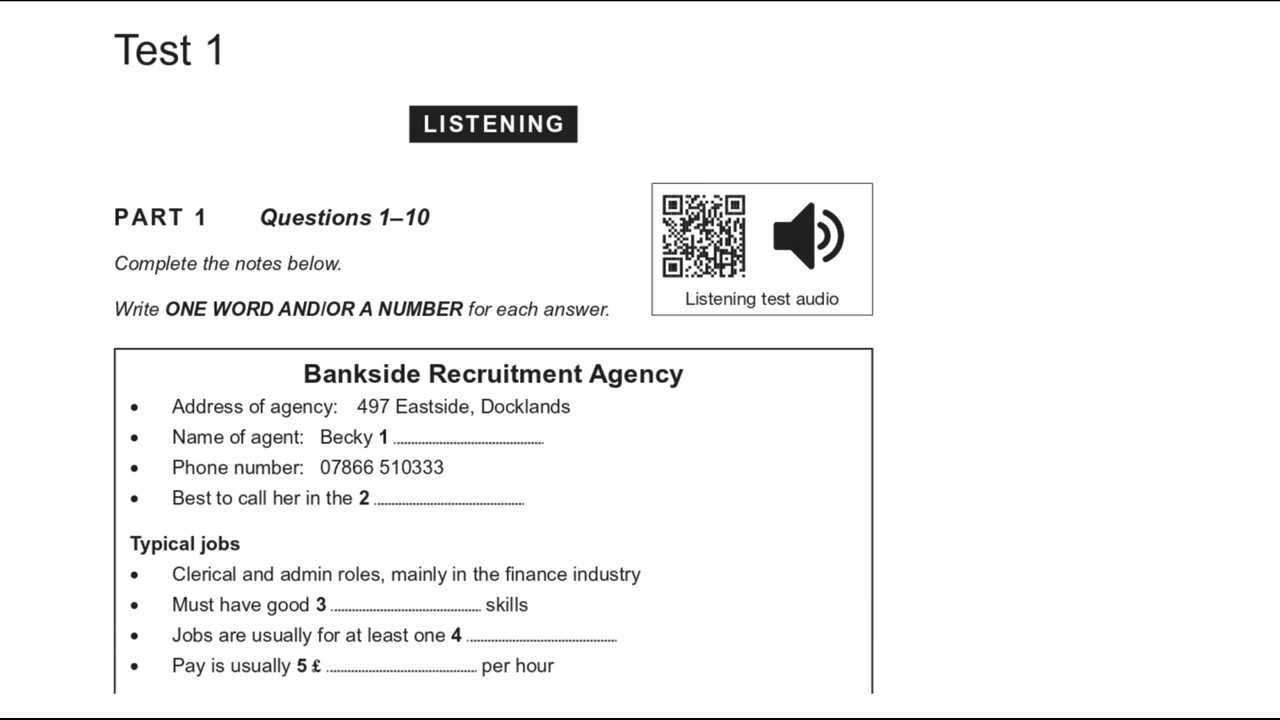 Test 1
LISTENING
PART 1 Questions 1–10
Complete the notes below.
Write ONE WORD AND/OR A NUMBER for each answer.
Listening test audio
Bankside Recruitment Agency
• Address of agency: 497 Eastside, Docklands
• Name of agent: Becky 1 ..............................
• Phone number: 07866 510333
• Best to call her in the 2 ..............................
Typical jobs
• Clerical and admin roles, mainly in the finance industry
• Must have good 3 .............................. skills
• Jobs are usually for at least one 4 ..............................
• Pay is usually 5 £ .............................. per hour